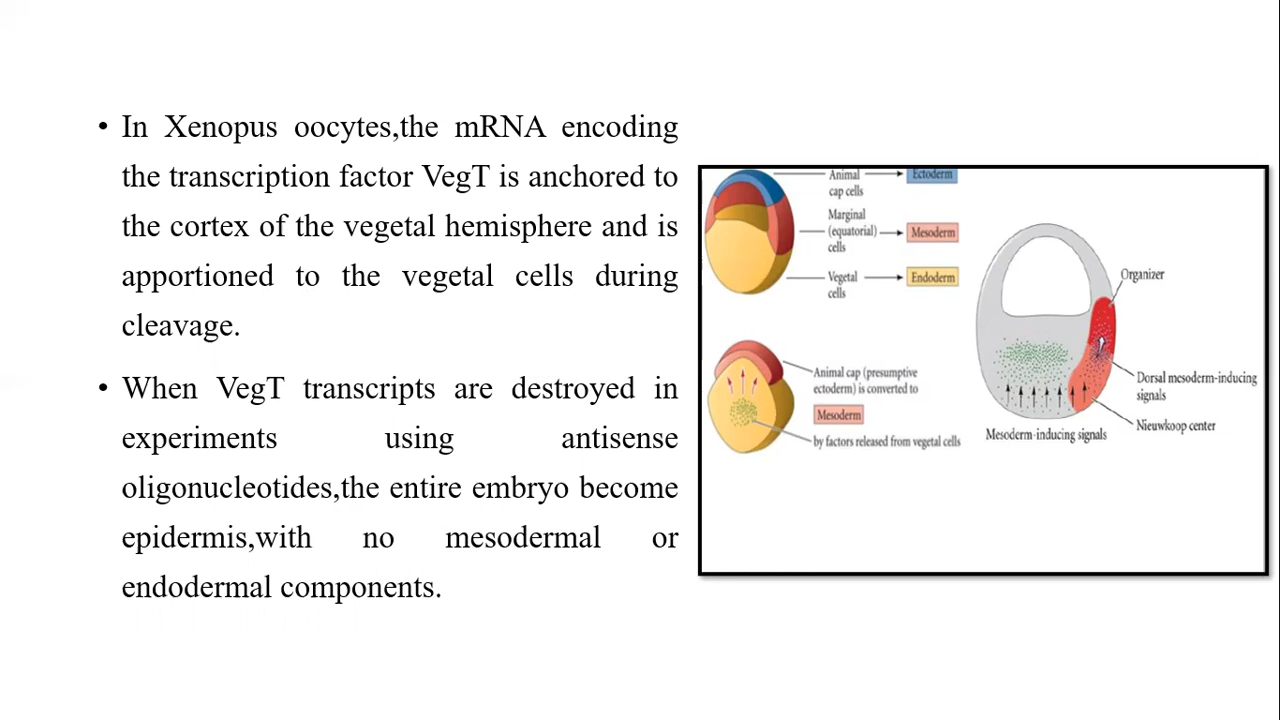 • In Xenopus oocytes,the mRNA encoding
the transcription factor VegT is anchored to
the cortex of the vegetal hemisphere and is
apportioned to the vegetal cells during
cleavage.
• When VegT transcripts are destroyed in
experiments using antisense
oligonucleotides,the entire embryo become
epidermis,with no mesodermal or
endodermal components.
Animal
cap cells
Ectoderm
Marginal
(equatorial)
cells
Mesoderm
Vegetal
cells
Endoderm
Animal cap (presumptive
ectoderm) is converted to
Mesoderm
by factors released from vegetal cells
Organizer
Dorsal mesoderm-inducing
signals
Nieuwkoop center
Mesoderm-inducing signals